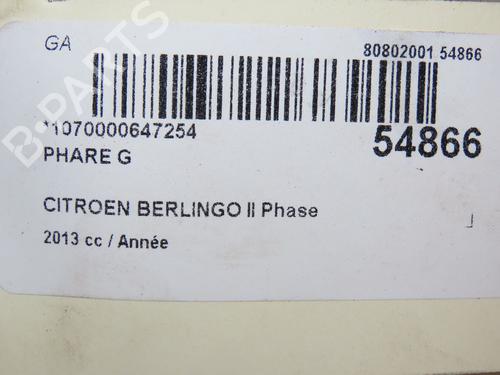 GA
80802001 54866
*1070000647254
54866
PHARE G
CITROEN BERLINGO II Phase
2013 cc / Année
B-PARTS